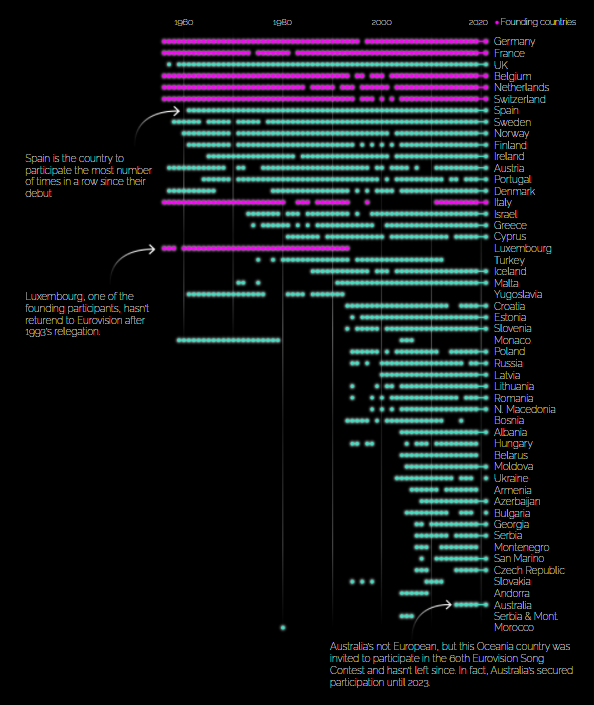 1960 1980 2000 2020 Founding countries
Germany
France
UK
Belgium
Netherlands
Switzerland
Spain
Sweden
Norway
Finland
Ireland
Spain is the country to
participate the most number
of times in a row since their
debut
Austria
Portugal
Denmark
Italy
Israel
Greece
Cyprus
Luxembourg
Turkey
Iceland
Malta
Luxembourg, one of the
founding participants, hasn't
returend to Eurovision after
1993's relegation.
Yugoslavia
Croatia
Estonia
Slovenia
Monaco
Poland
Russia
Latvia
Lithuania
Romania
N. Macedonia
Bosnia
Albania
Hungary
Belarus
Moldova
Ukraine
Armenia
Azerbaijan
Bulgaria
Georgia
Serbia
Montenegro
San Marino
Czech Republic
Slovakia
Andorra
Australia
Serbia & Mont.
Morocco
Australia's not European, but this Oceania country was
invited to participate in the 60th Eurovision Song
Contest and hasn't left since. In fact, Australia's secured
participation until 2023.